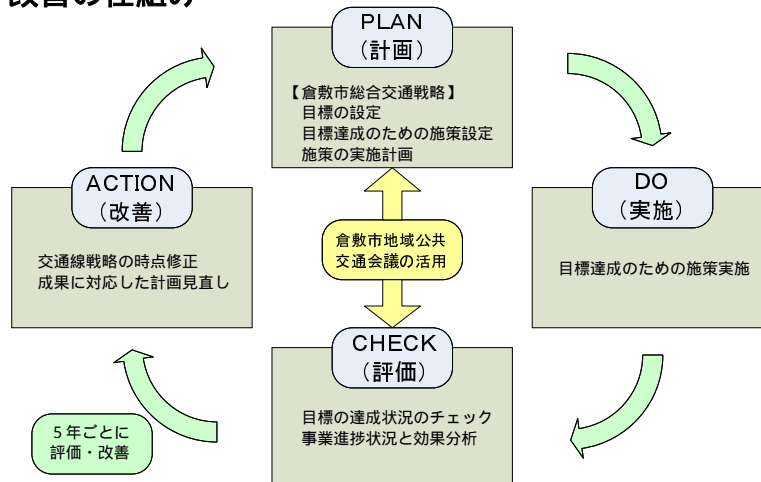 改善の仕組み
PLAN
（計画）
【倉敷市総合交通戦略】
目標の設定
目標達成のための施策設定
施策の実施計画
ACTION
（改善）
交通線戦略の時点修正
成果に対応した計画見直し
倉敷市地域公共
交通会議の活用
DO
（実施）
目標達成のための施策実施
CHECK
（評価）
目標の達成状況のチェック
事業進捗状況と効果分析
５年ごとに
評価・改善